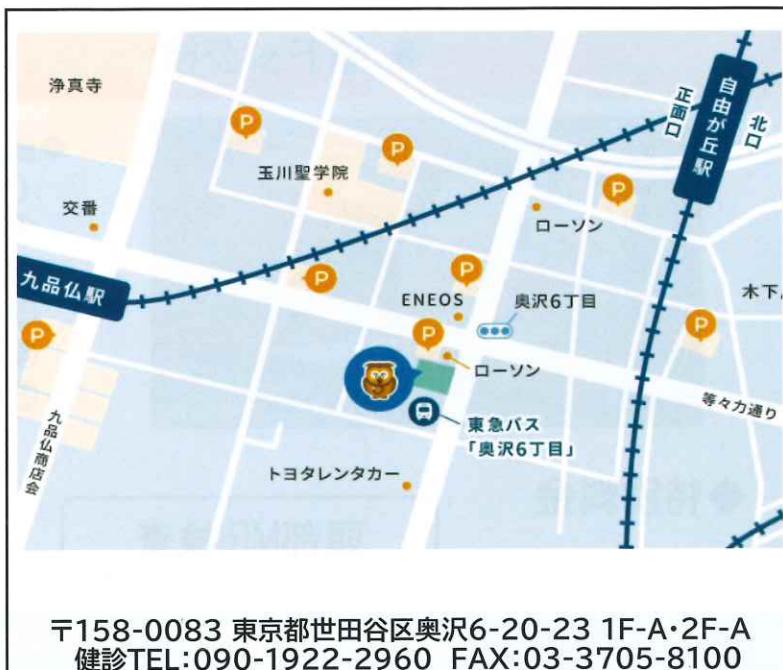 浄真寺
自由が丘駅
正面口
北口
P
P
玉川聖学院
P
交番
ローソン
九品仏駅
P
P
ENEOS
奥沢6丁目
木下
P
P
P
ローソン
等々力通り
東急バス
「奥沢6丁目」
九品仏商店会
トヨタレンタカー
〒158-0083 東京都世田谷区奥沢6-20-23 1F-A・2F-A
健診TEL:090-1922-2960 FAX:03-3705-8100